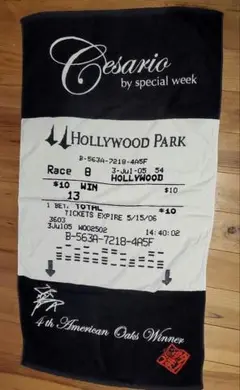 Cesario
by special week
HOLLYWOOD PARK
B-563A-7218-4A5F
Race 8 3-Jul-05 54
HOLLYWOOD
$10 WIN $10
13
1 BET: TOTAL $10
TICKETS EXPIRE 5/15/06
3603
3Jul05 W002502 14:40:02
B-563A-7218-4A5F
4th American Oaks Winner